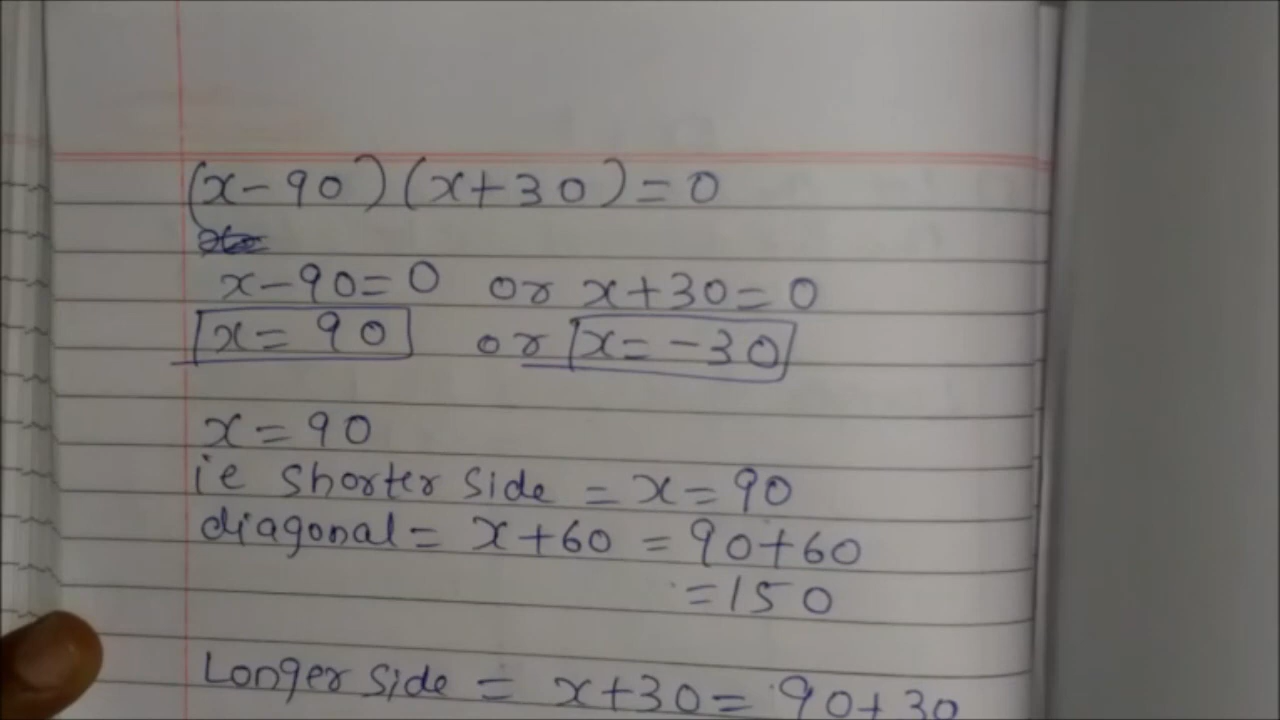 (x-90)(x+30)=0
x-90=0 or x+30=0
x=90 or x=-30
x=90
ie shorter side = x=90
diagonal= x+60 = 90+60
=150
Longer side = x+30= 90+30